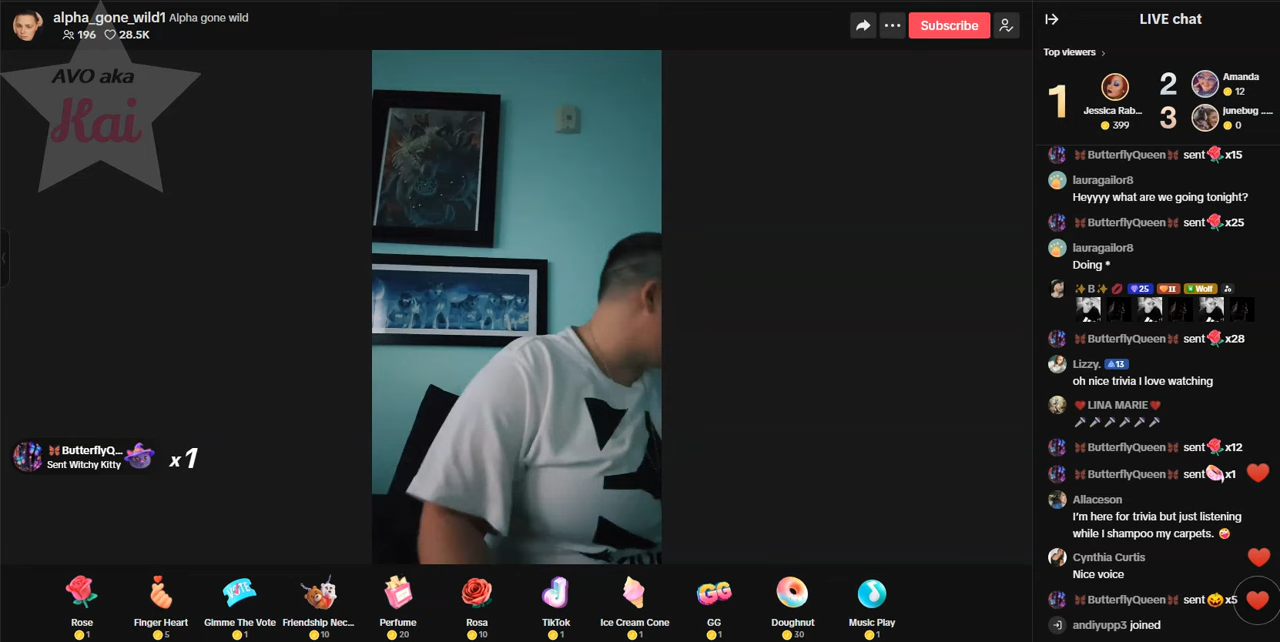 alpha_gone_wild1 Alpha gone wild
196 28.5K
Subscribe
AVO aka
Kai
ButterflyQ...
Sent Witchy Kitty
x1
LIVE chat
Top viewers
1
Jessica Rab...
399
2
Amanda
12
3
junebug .....
0
ButterflyQueen sent x15
lauragailor8
Heyyyy what are we going tonight?
ButterflyQueen sent x25
lauragailor8
Doing *
B 25 II Wolf
ButterflyQueen sent x28
Lizzy. 13
oh nice trivia I love watching
LINA MARIE
ButterflyQueen sent x12
ButterflyQueen sent x1
Allaceson
I'm here for trivia but just listening
while I shampoo my carpets.
Cynthia Curtis
Nice voice
ButterflyQueen sent x5
andiyupp3 joined
VOTE
GG
Rose
1
Finger Heart
5
Gimme The Vote
1
Friendship Nec...
10
Perfume
20
Rosa
10
TikTok
1
Ice Cream Cone
1
GG
1
Doughnut
30
Music Play
1